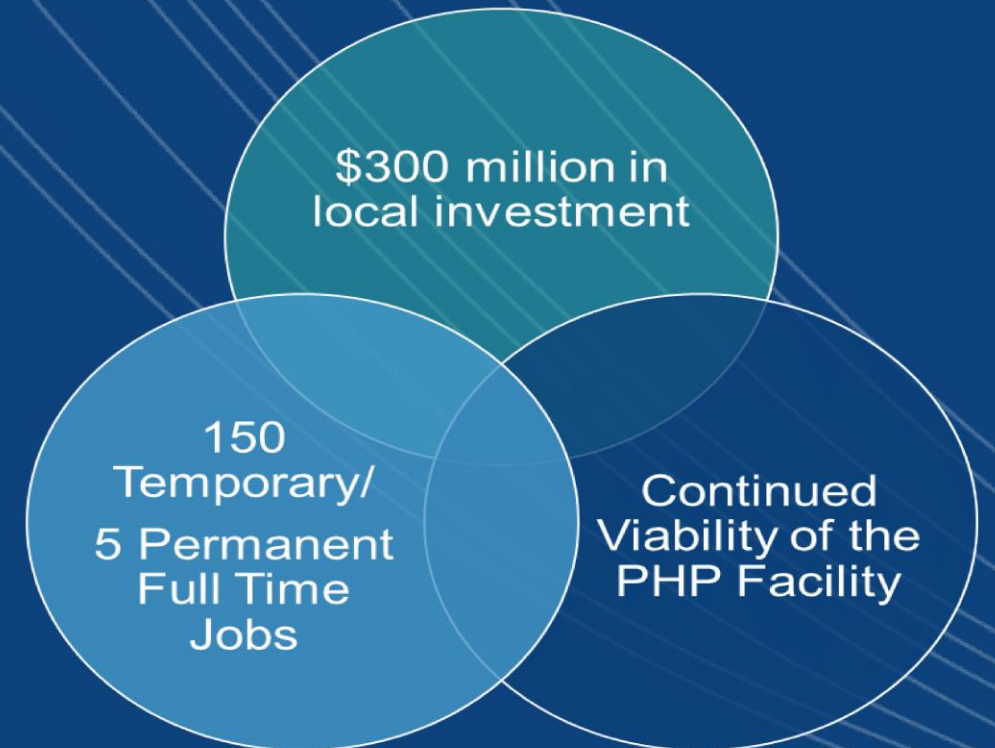 $300 million in
local investment
150
Temporary/
5 Permanent
Full Time
Jobs
Continued
Viability of the
PHP Facility